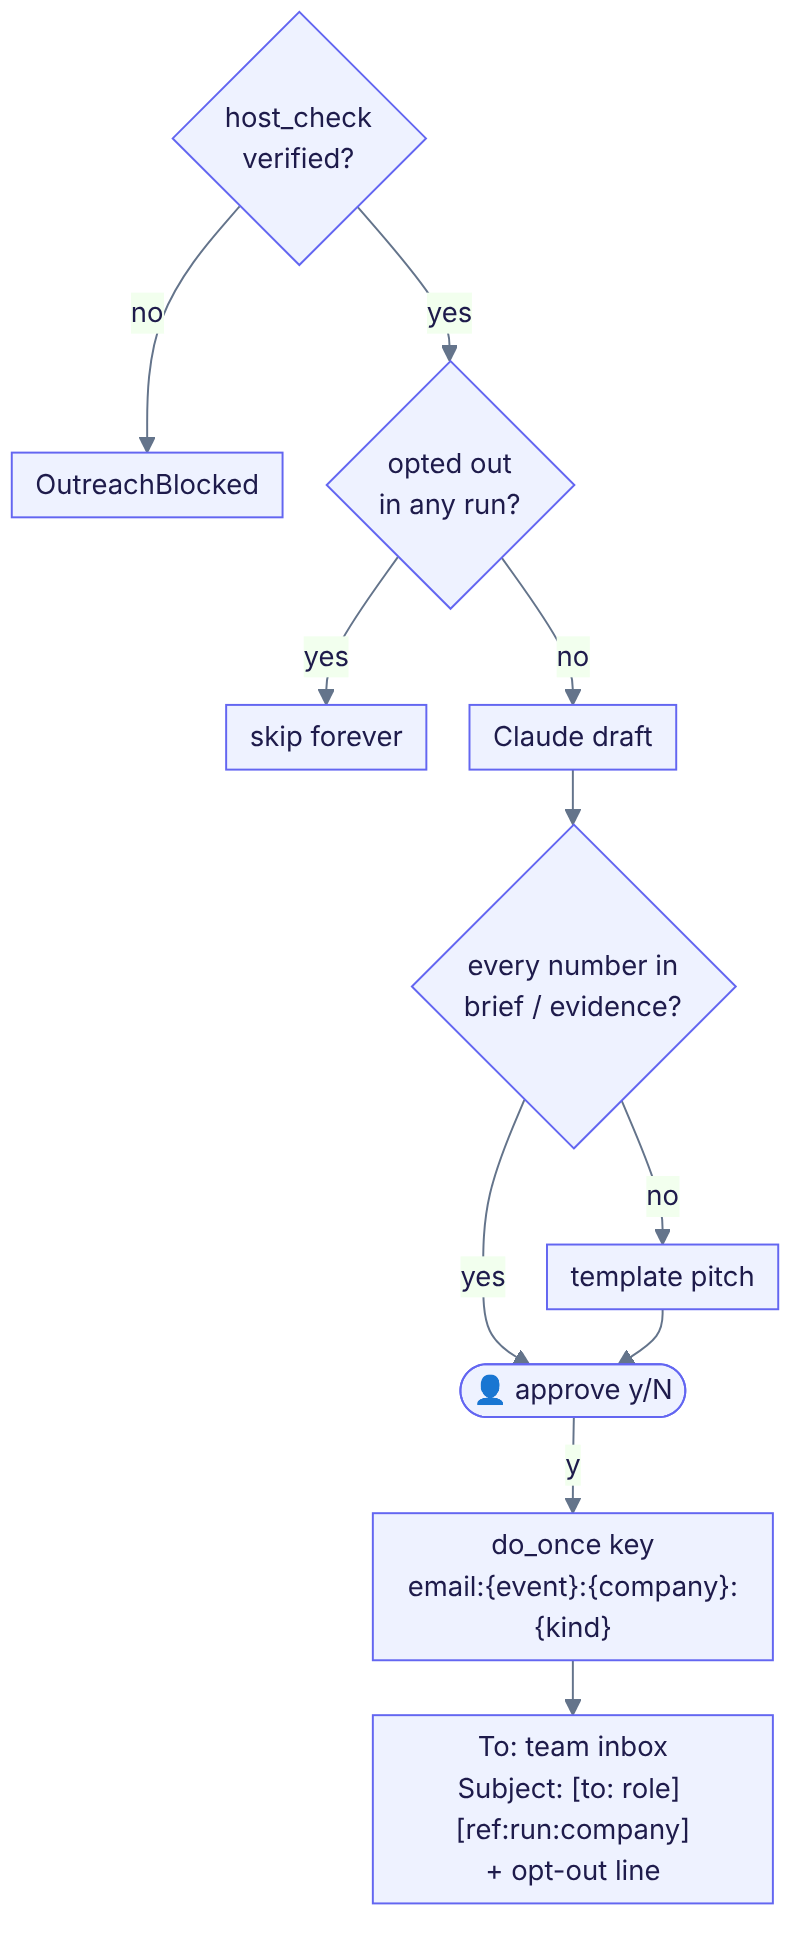 host_check
verified?
no
yes
OutreachBlocked
opted out
in any run?
yes
no
skip forever
Claude draft
every number in
brief / evidence?
no
yes
template pitch
👤 approve y/N
y
do_once key
email:{event}:{company}:
{kind}
To: team inbox
Subject: [to: role]
[ref:run:company]
+ opt-out line